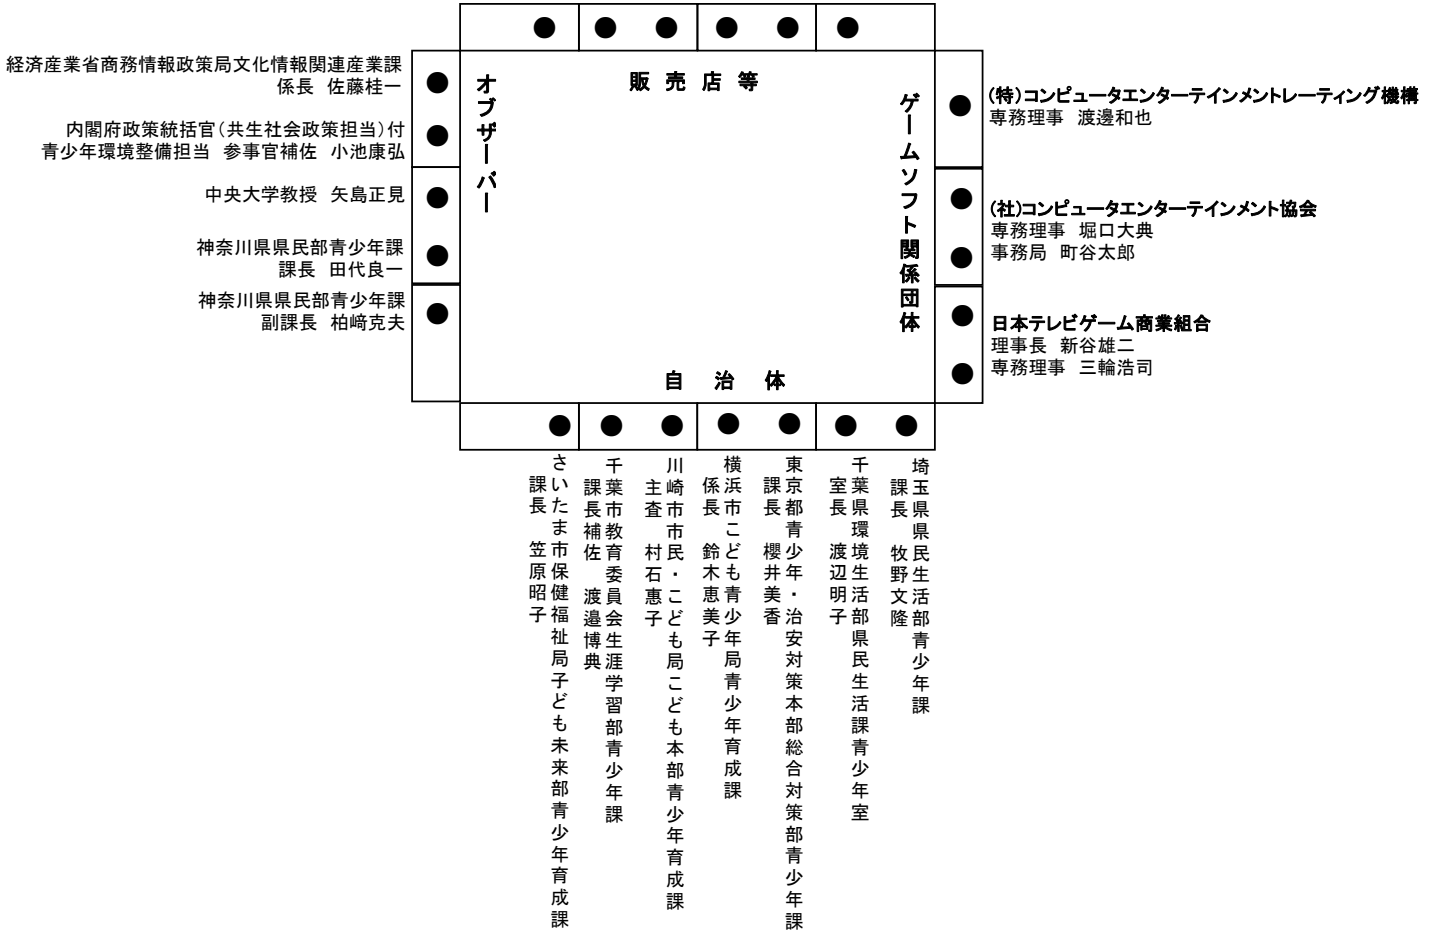 販売店等
オブザーバー
経済産業省商務情報政策局文化情報関連産業課
係長 佐藤桂一
内閣府政策統括官(共生社会政策担当)付
青少年環境整備担当 参事官補佐 小池康弘
中央大学教授 矢島正見
神奈川県県民部青少年課
課長 田代良一
神奈川県県民部青少年課
副課長 柏﨑克夫
ゲームソフト関係団体
(特)コンピュータエンターテインメントレーティング機構
専務理事 渡邊和也
(社)コンピュータエンターテインメント協会
専務理事 堀口大典
事務局 町谷太郎
日本テレビゲーム商業組合
理事長 新谷雄二
専務理事 三輪浩司
自治体
埼玉県県民生活部青少年課
課長 牧野文隆
千葉県環境生活部県民生活課青少年室
室長 渡辺明子
東京都青少年・治安対策本部総合対策部青少年課
課長 櫻井美香
横浜市こども青少年局青少年育成課
係長 鈴木恵美子
川崎市市民・こども局こども本部青少年育成課
主査 村石惠子
千葉市教育委員会生涯学習部青少年課
課長補佐 渡邉博典
さいたま市保健福祉局子ども未来部青少年育成課
課長 笠原昭子